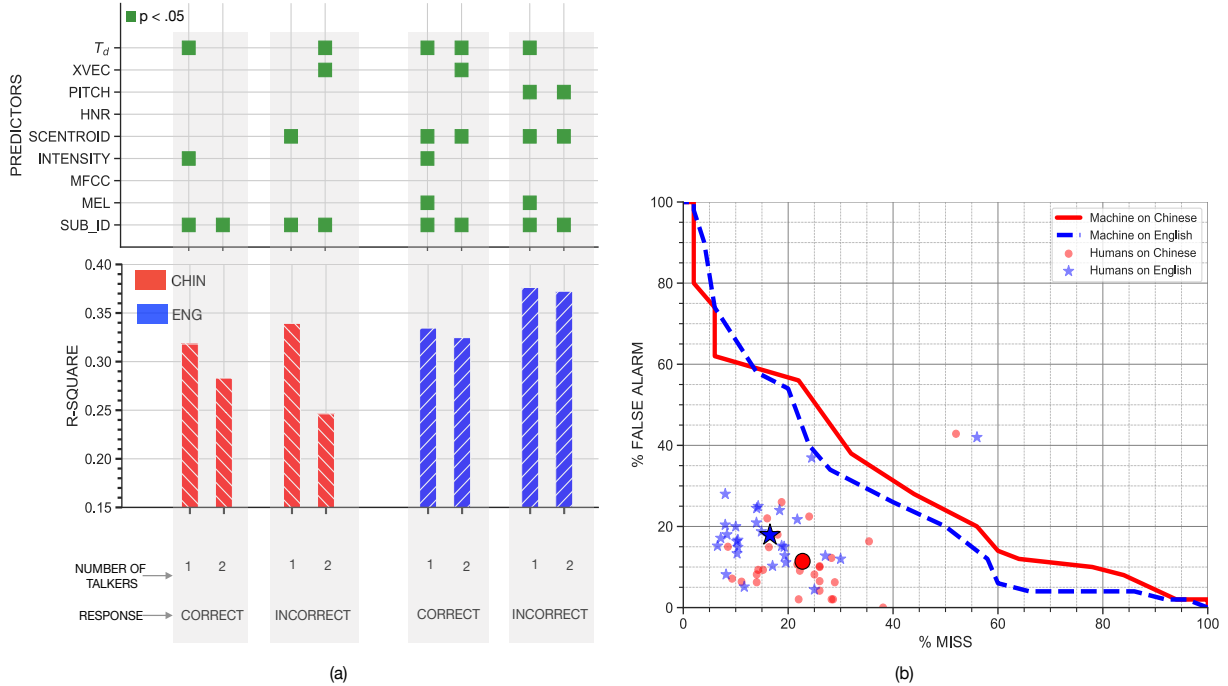 p < .05
PREDICTORS
T_d
XVEC
PITCH
HNR
SCENTROID
INTENSITY
MFCC
MEL
SUB_ID
R-SQUARE
0.40
0.35
0.30
0.25
0.20
0.15
CHIN
ENG
NUMBER OF
TALKERS
1 2 1 2 1 2 1 2
RESPONSE
CORRECT INCORRECT CORRECT INCORRECT
(a)
% FALSE ALARM
100
80
60
40
20
0
Machine on Chinese
Machine on English
Humans on Chinese
Humans on English
0 20 40 60 80 100
% MISS
(b)